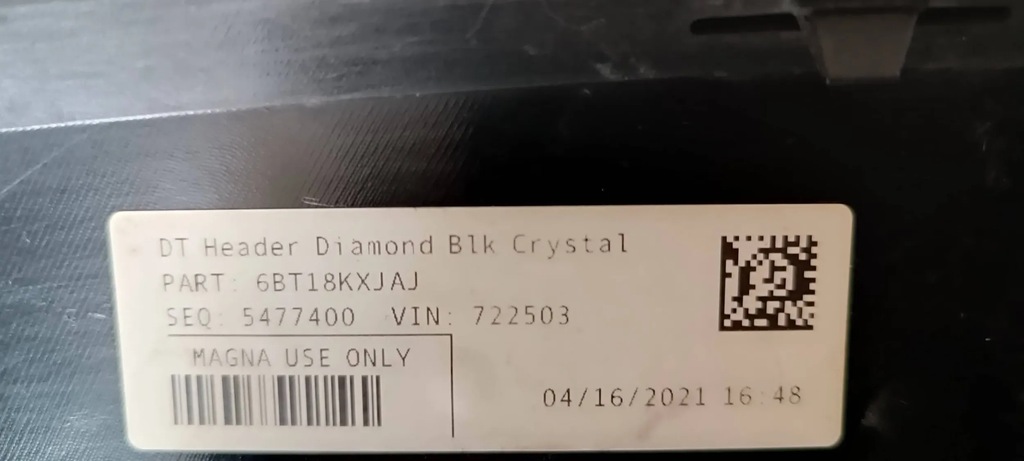 DT Header Diamond Blk Crystal
PART: 6BT18KXJAJ
SEQ: 5477400 VIN: 722503
MAGNA USE ONLY
04/16/2021 16:48